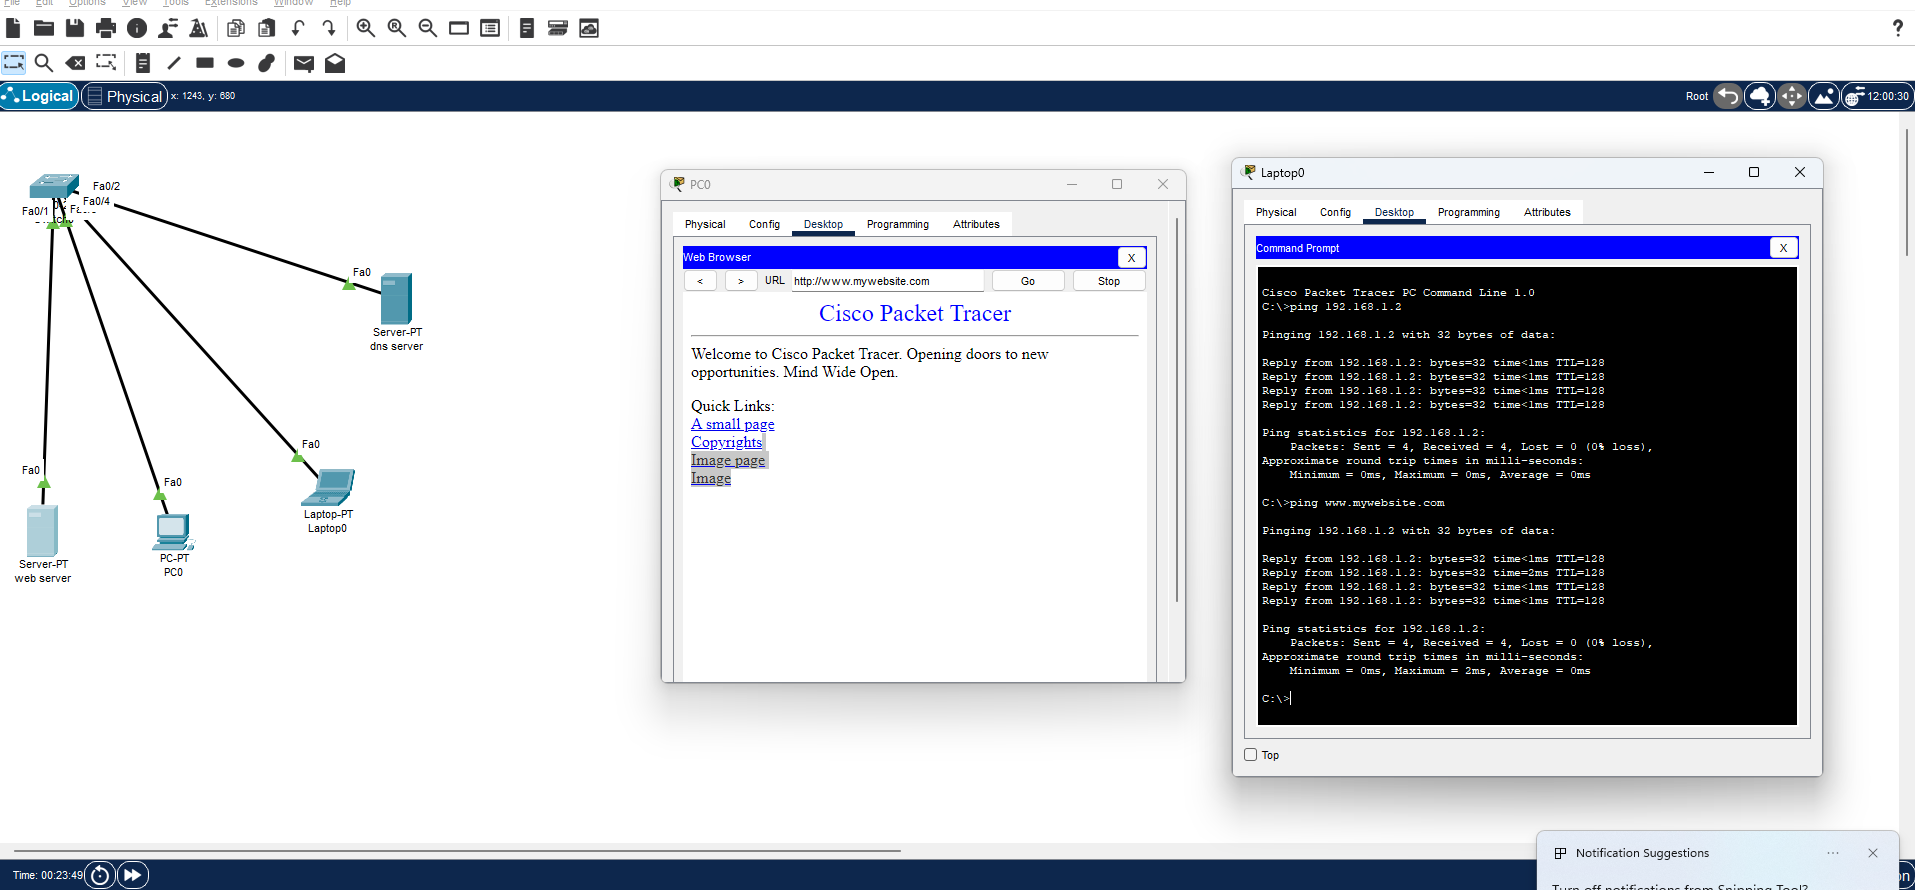 File Edit Options View Tools Extensions Window Help
Logical Physical x: 1243, y: 680 Root 12:00:30
Fa0/2
Fa0/4
Fa0/1
Fa0
Server-PT
dns server
Fa0
Fa0
Fa0
Laptop-PT
Laptop0
PC-PT
PC0
Server-PT
web server
PC0
Physical Config Desktop Programming Attributes
Web Browser X
< > URL http://www.mywebsite.com Go Stop
Cisco Packet Tracer
Welcome to Cisco Packet Tracer. Opening doors to new
opportunities. Mind Wide Open.
Quick Links:
A small page
Copyrights
Image page
Image
Laptop0
Physical Config Desktop Programming Attributes
Command Prompt X
Cisco Packet Tracer PC Command Line 1.0
C:\>ping 192.168.1.2
Pinging 192.168.1.2 with 32 bytes of data:
Reply from 192.168.1.2: bytes=32 time<1ms TTL=128
Reply from 192.168.1.2: bytes=32 time<1ms TTL=128
Reply from 192.168.1.2: bytes=32 time<1ms TTL=128
Reply from 192.168.1.2: bytes=32 time<1ms TTL=128
Ping statistics for 192.168.1.2:
Packets: Sent = 4, Received = 4, Lost = 0 (0% loss),
Approximate round trip times in milli-seconds:
Minimum = 0ms, Maximum = 0ms, Average = 0ms
C:\>ping www.mywebsite.com
Pinging 192.168.1.2 with 32 bytes of data:
Reply from 192.168.1.2: bytes=32 time<1ms TTL=128
Reply from 192.168.1.2: bytes=32 time=2ms TTL=128
Reply from 192.168.1.2: bytes=32 time<1ms TTL=128
Reply from 192.168.1.2: bytes=32 time<1ms TTL=128
Ping statistics for 192.168.1.2:
Packets: Sent = 4, Received = 4, Lost = 0 (0% loss),
Approximate round trip times in milli-seconds:
Minimum = 0ms, Maximum = 2ms, Average = 0ms
C:\>
Top
Notification Suggestions
Turn off notifications from Snipping Tool?
Time: 00:23:49